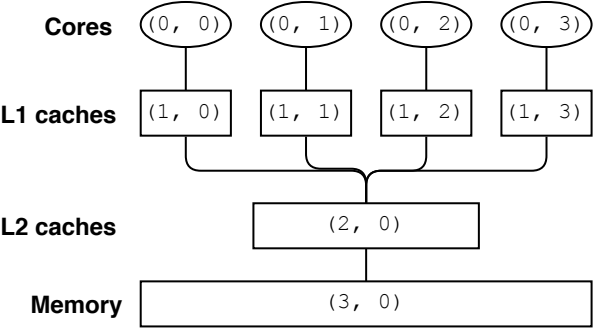 Cores (0, 0) (0, 1) (0, 2) (0, 3)
L1 caches (1, 0) (1, 1) (1, 2) (1, 3)
L2 caches (2, 0)
Memory (3, 0)